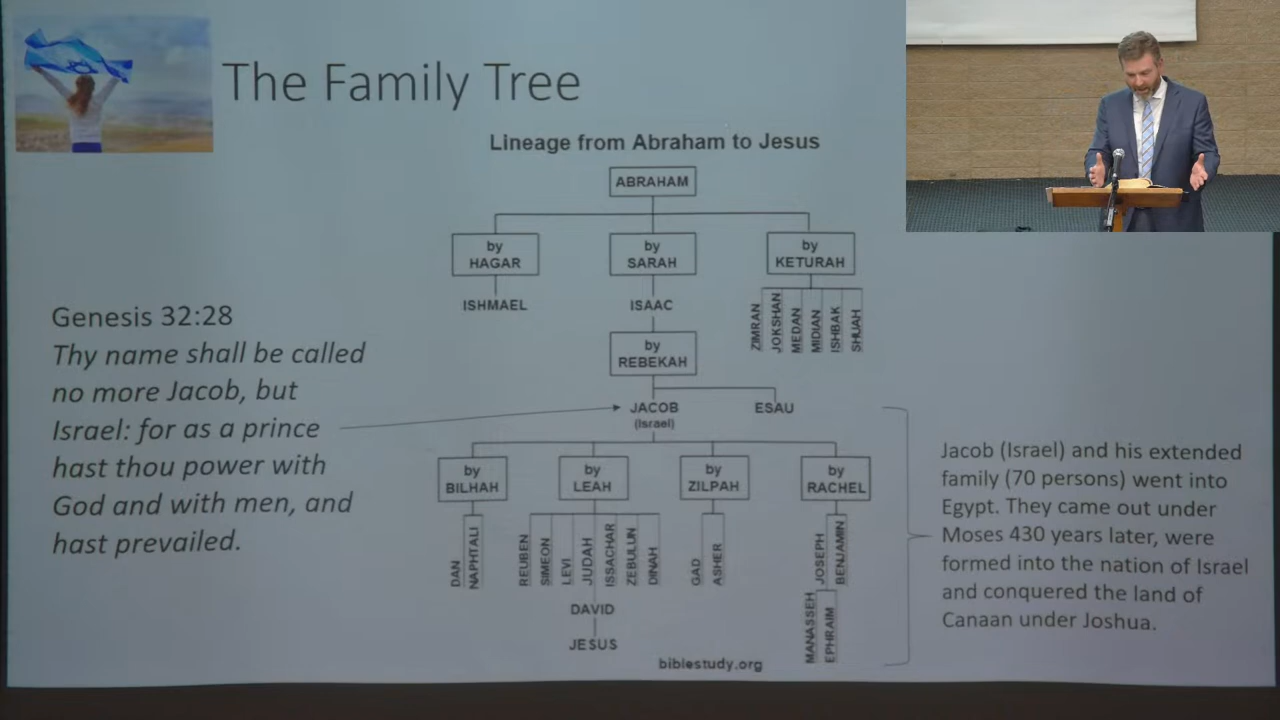 The Family Tree
Lineage from Abraham to Jesus
ABRAHAM
by
HAGAR
by
SARAH
by
KETURAH
ISHMAEL
ISAAC
ZIMRAN
JOKSHAN
MEDAN
MIDIAN
ISHBAK
SHUAH
by
REBEKAH
JACOB
(Israel)
ESAU
Genesis 32:28
Thy name shall be called
no more Jacob, but
Israel: for as a prince
hast thou power with
God and with men, and
hast prevailed.
by
BILHAH
by
LEAH
by
ZILPAH
by
RACHEL
DAN
NAPHTALI
REUBEN
SIMEON
LEVI
JUDAH
ISSACHAR
ZEBULUN
DINAH
GAD
ASHER
JOSEPH
BENJAMIN
DAVID
JESUS
MANASSEH
EPHRAIM
biblestudy.org
Jacob (Israel) and his extended
family (70 persons) went into
Egypt. They came out under
Moses 430 years later, were
formed into the nation of Israel
and conquered the land of
Canaan under Joshua.